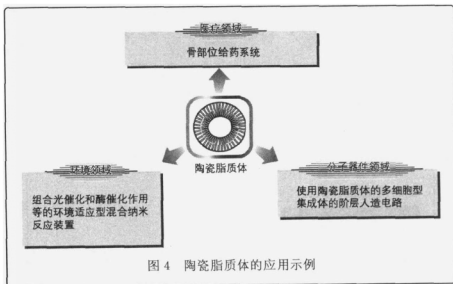 医疗领域
骨部位给药系统
陶瓷脂质体
环境领域
组合光催化和酶催化作用
等的环境适应型混合纳米
反应装置
分子器件领域
使用陶瓷脂质体的多细胞型
集成体的阶层人造电路
图 4 陶瓷脂质体的应用示例